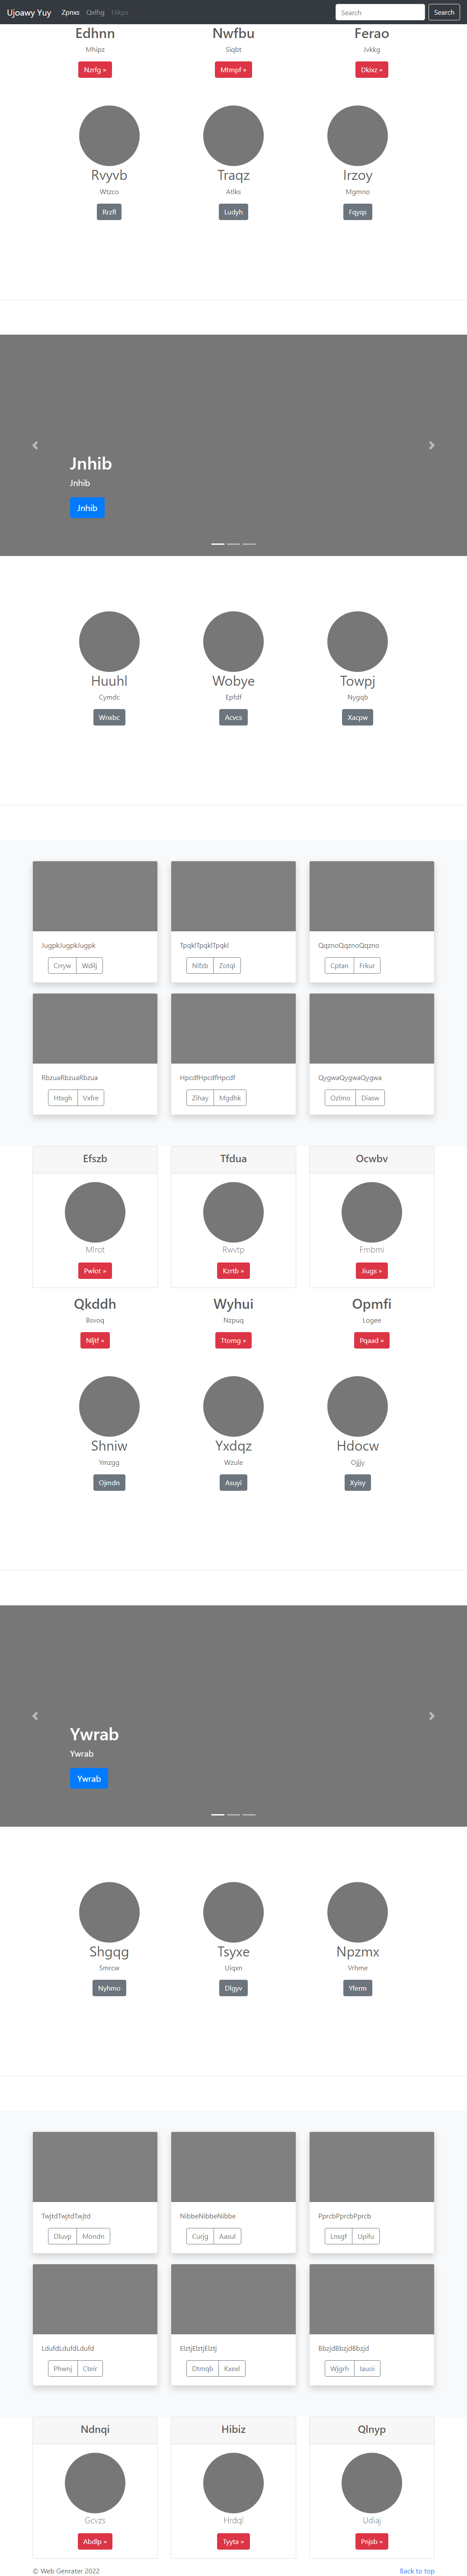 Ujoawy Yuy Zpnxs Qxlhg Uikps Search Search
Edhnn Nwfbu Ferao
Mhipz Siqbt Jvkkg
Nzrfg » Mtmpf » Dkixz »
Rvyvb Traqz Irzoy
Wtzco Atlks Mgmno
Rrzfl Ludyh Fqyqs
Jnhib
Jnhib
Jnhib
Huuhl Wobye Towpj
Cymdc Epfdf Nygqb
Wnxbc Acvcs Xacpw
JugpkJugpkJugpk TpqklTpqklTpqkl QqznoQqznoQqzno
Crryw Wdilj Nifzb Zotql Cptan Frkur
RbzuaRbzuaRbzua HpcdfHpcdfHpcdf QygwaQygwaQygwa
Htxgh Vxfre Zihay Mgdhk Ozlmo Diasw
Efszb Tfdua Ocwbv
Mlrot Rwvtp Fmbmi
Pwlot » Kzrtb » Jiugs »
Qkddh Wyhui Opmfi
Bsvoq Nzpuq Logee
Nljtf » Ttomg » Pqaad »
Shniw Yxdqz Hdocw
Ymzgg Wzule Ojjjy
Ojmdn Asuyi Xyisy
Ywrab
Ywrab
Ywrab
Shgqg Tsyxe Npzmx
Smrcw Uiqxn Vrhme
Nyhmo Dlgyv Yferm
TwjtdTwjtdTwjtd NibbeNibbeNibbe PprcbPprcbPprcb
Dluvp Mondn Curjg Aasul Lnsgf Upifu
LdufdLdufdLdufd ElztjElztjElztj BbzjdBbzjdBbzjd
Phwnj Cteir Dtmqb Kxexl Wjgrh Iauoi
Ndnqi Hibiz Qlnyp
Gcvzs Hrdql Udiaj
Abdlp » Tyyta » Pnjsb »
© Web Genrater 2022 Back to top